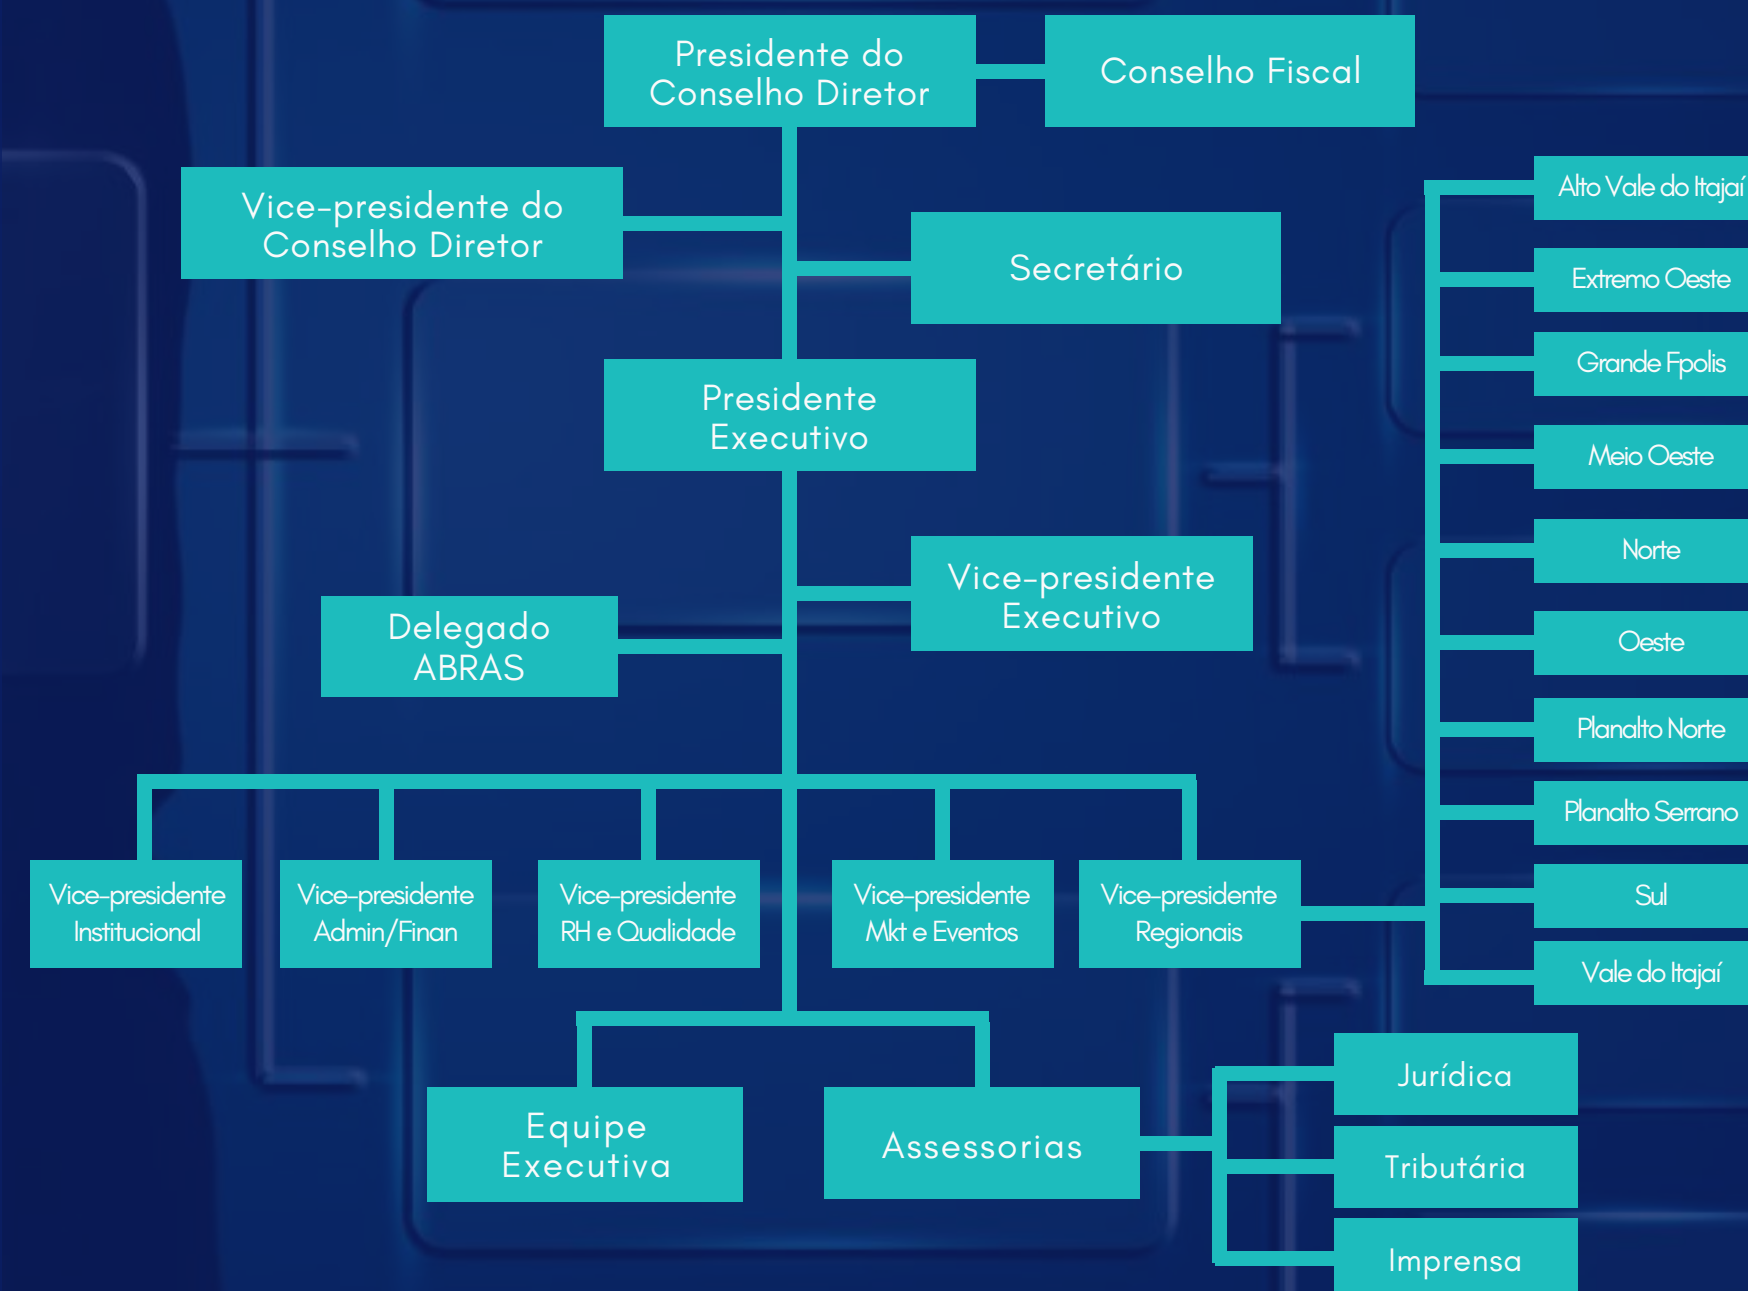 Presidente do
Conselho Diretor
Conselho Fiscal
Vice-presidente do
Conselho Diretor
Secretário
Presidente
Executivo
Vice-presidente
Executivo
Delegado
ABRAS
Vice-presidente
Institucional
Vice-presidente
Admin/Finan
Vice-presidente
RH e Qualidade
Vice-presidente
Mkt e Eventos
Vice-presidente
Regionais
Alto Vale do Itajaí
Extremo Oeste
Grande Fpolis
Meio Oeste
Norte
Oeste
Planalto Norte
Planalto Serrano
Sul
Vale do Itajaí
Equipe
Executiva
Assessorias
Jurídica
Tributária
Imprensa